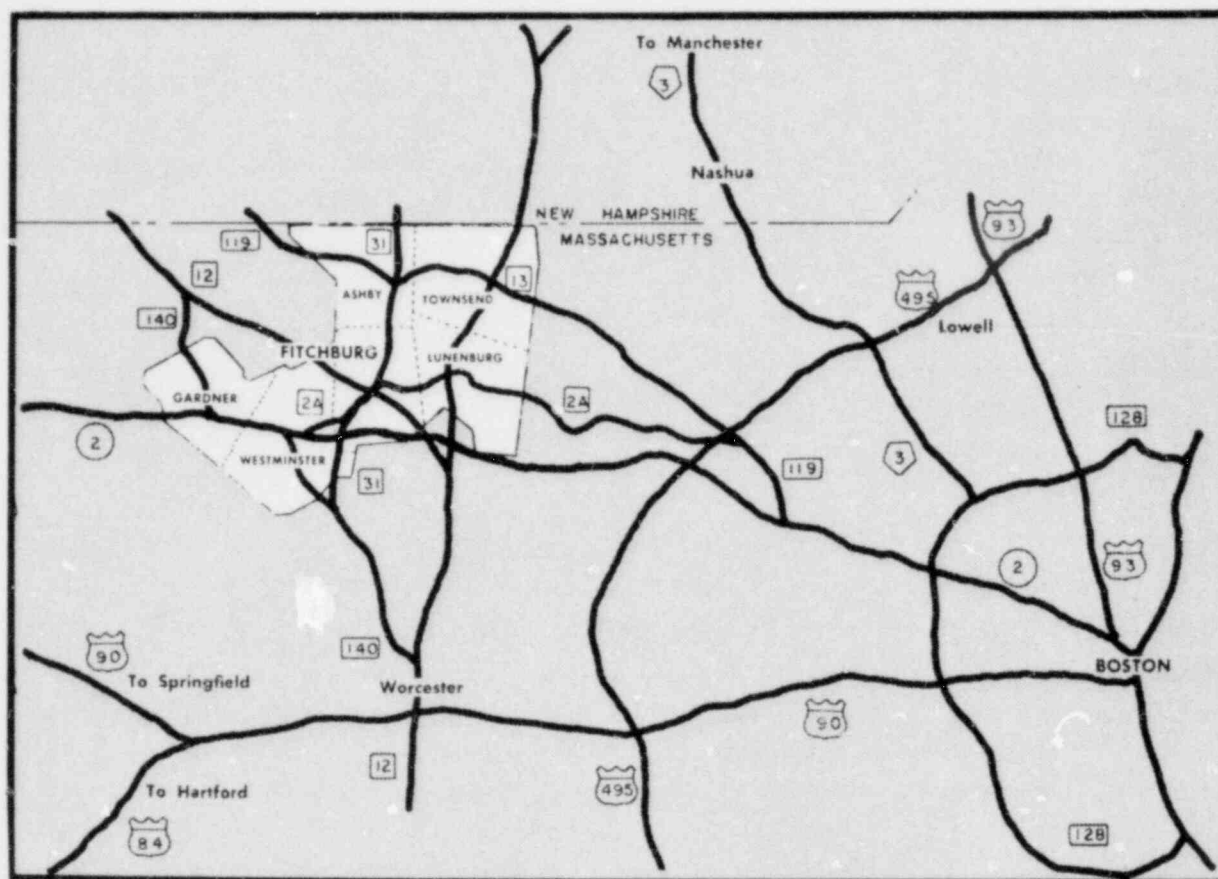 To Manchester
3
Nashua
NEW HAMPSHIRE
MASSACHUSETTS
93
119
31
12
13
495
140
ASHBY
TOWNSEND
Lowell
FITCHBURG
LUNENBURG
GARDNER
2A
2A
128
2
WESTMINSTER
31
119
3
2
93
90
140
To Springfield
Worcester
BOSTON
90
12
495
To Hartford
84
128